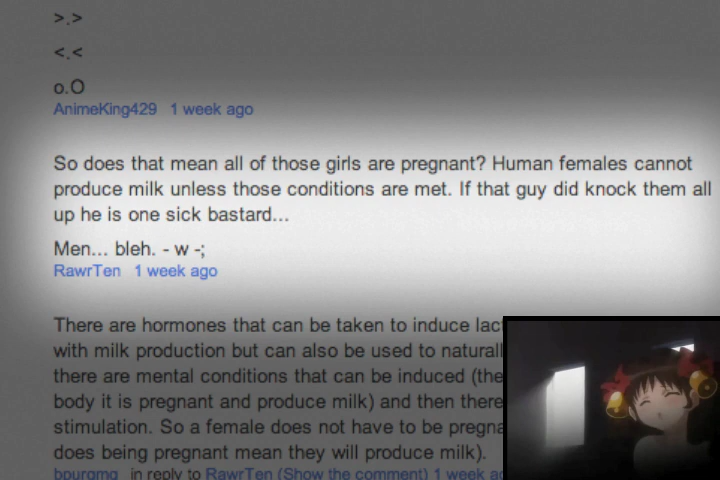 >.>
<.<
o.O
AnimeKing429 1 week ago
So does that mean all of those girls are pregnant? Human females cannot
produce milk unless those conditions are met. If that guy did knock them all
up he is one sick bastard...
Men... bleh. - w -;
RawrTen 1 week ago
There are hormones that can be taken to induce
with milk production but can also be used to
there are mental conditions that can be induced (the
body it is pregnant and produce milk) and then there
stimulation. So a female does not have to be
does being pregnant mean they will produce milk).
bpurgmg in reply to RawrTen (Show the comment) 1 week